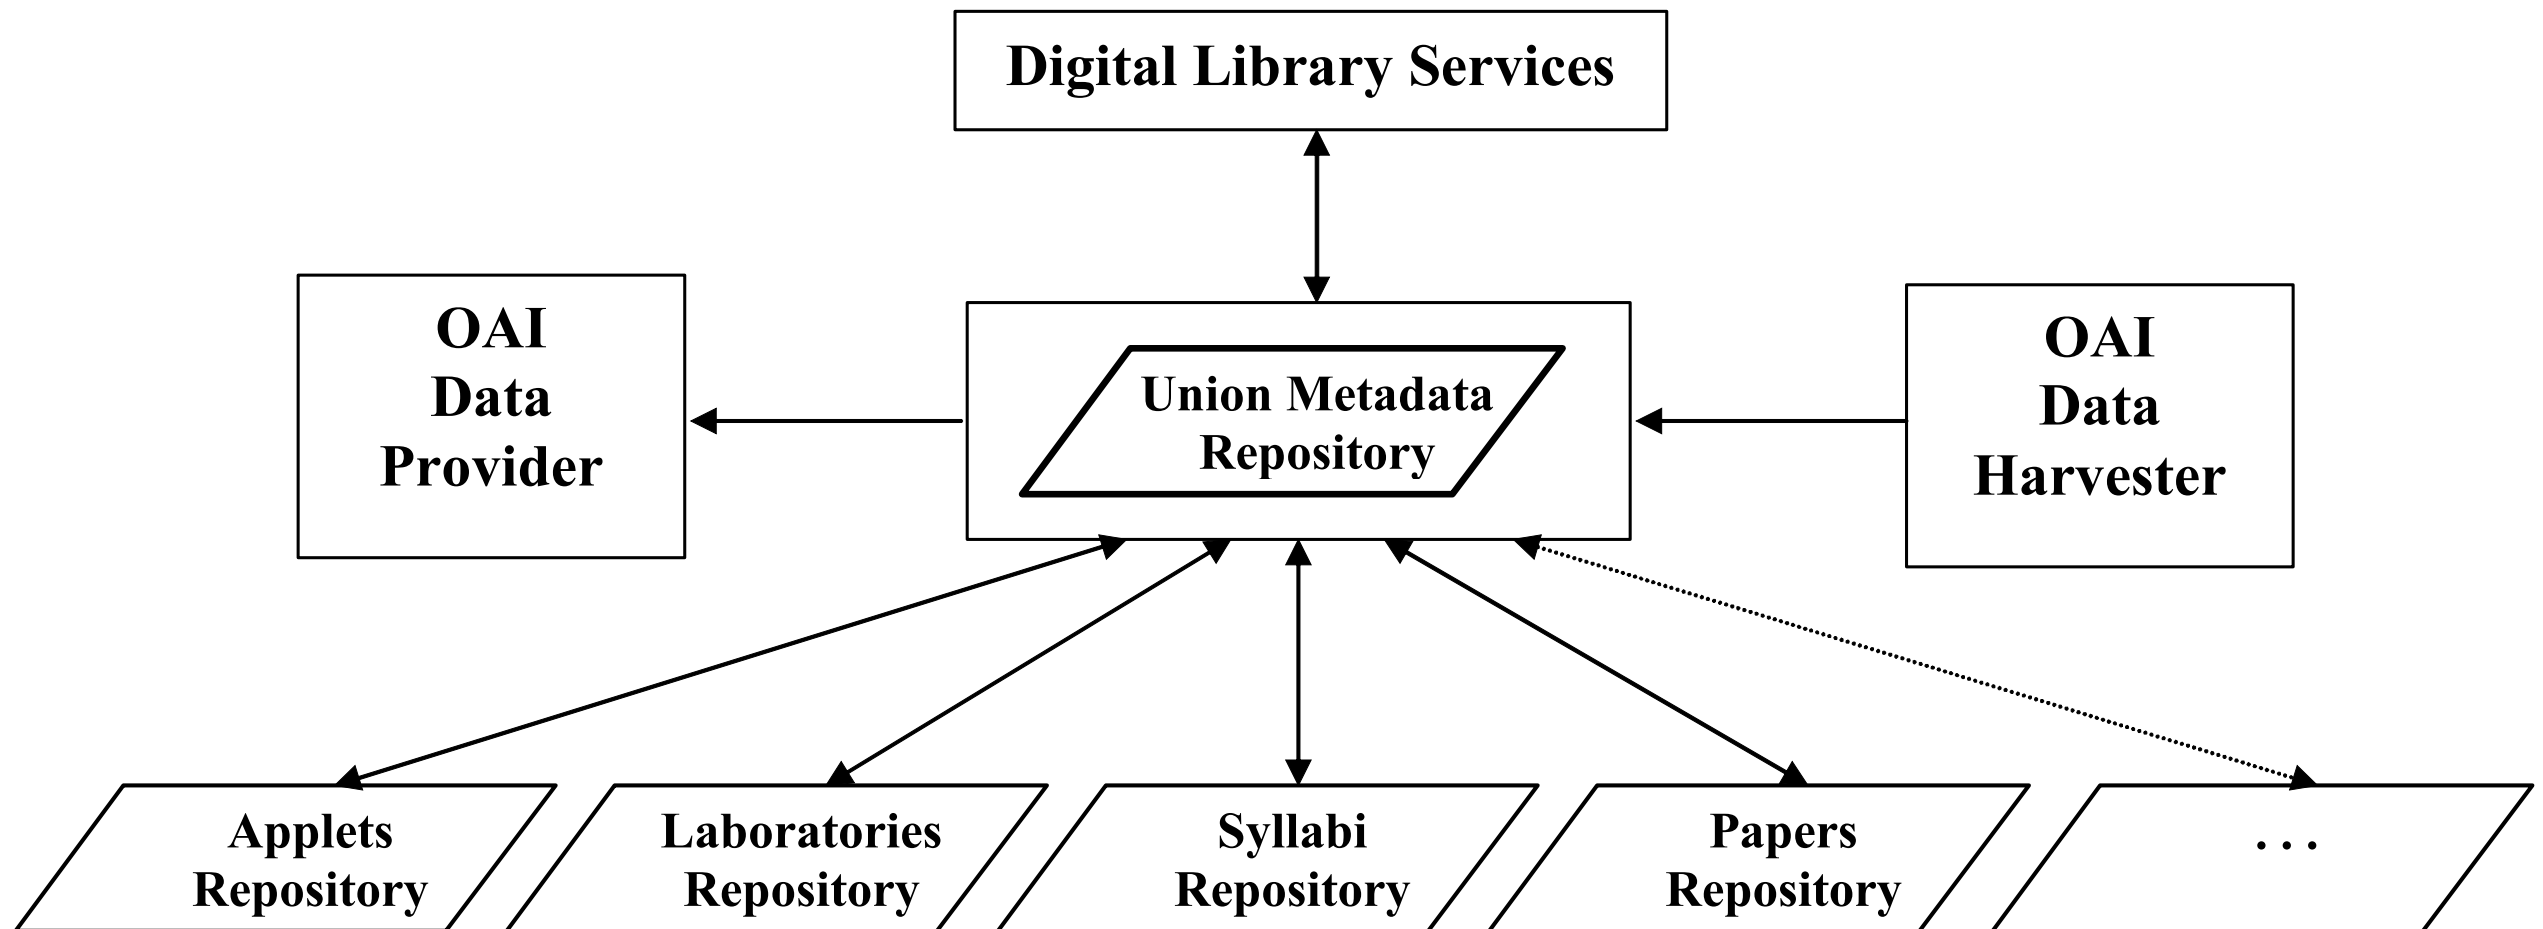 Digital Library Services
OAI
Data
Provider
Union Metadata
Repository
OAI
Data
Harvester
Applets
Repository
Laboratories
Repository
Syllabi
Repository
Papers
Repository
. . .